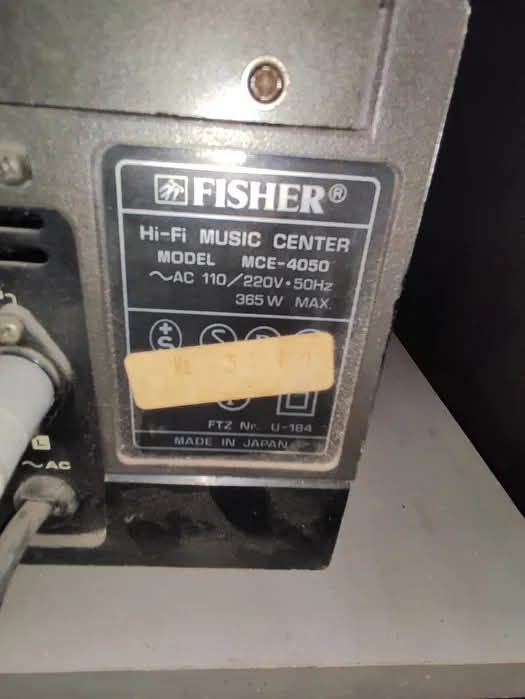 FISHER®
Hi-Fi MUSIC CENTER
MODEL MCE-4050
～AC 110/220V•50Hz
365W MAX.
+S
FTZ Nr. U-184
MADE IN JAPAN
L
～AC